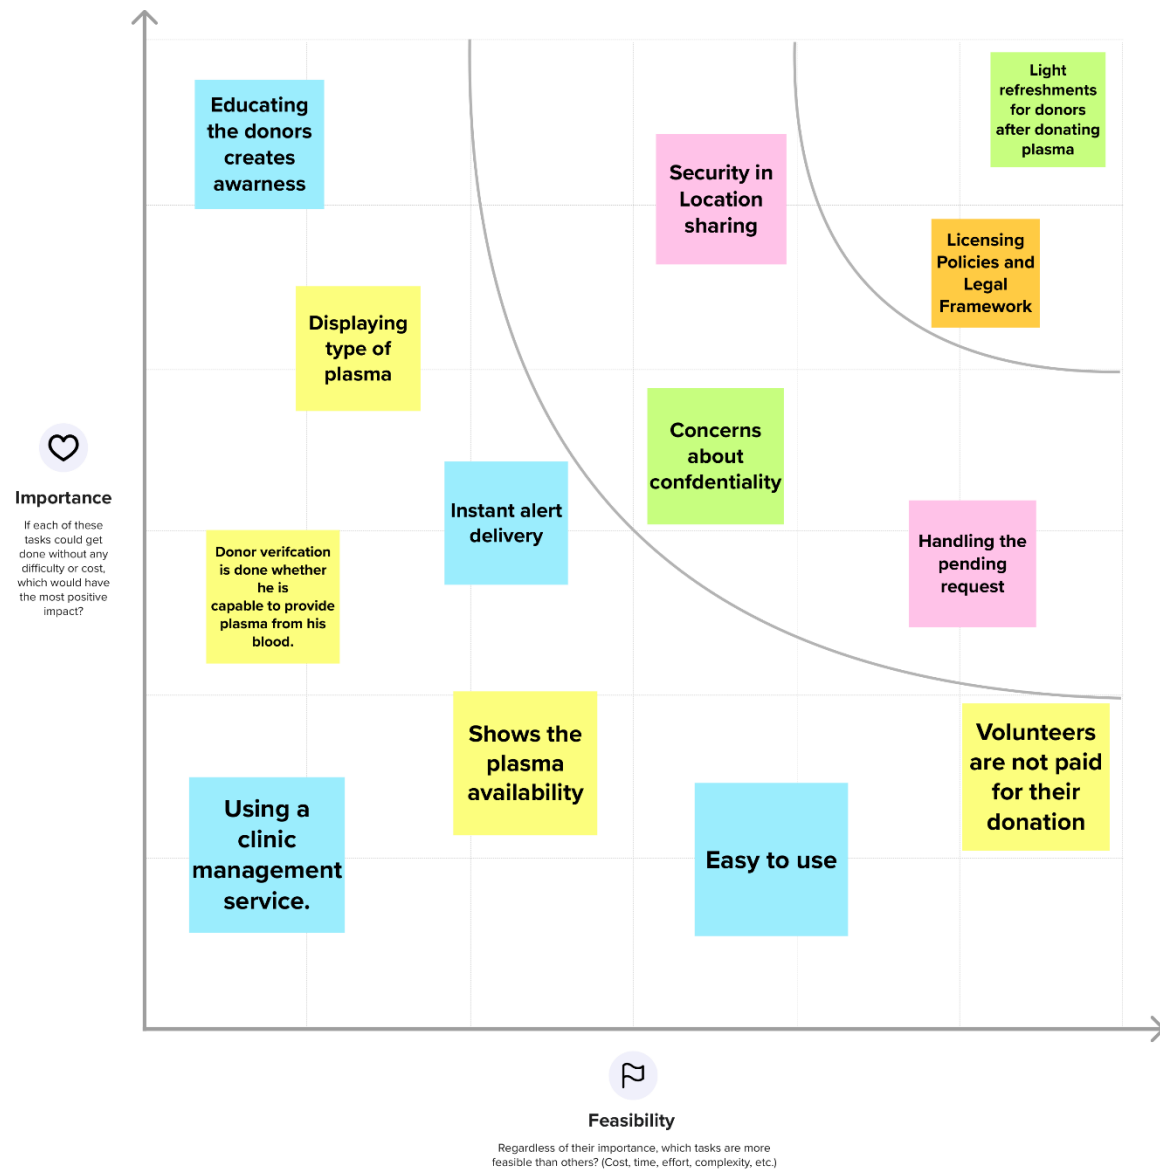 Educating
the donors
creates
awarness
Light
refreshments
for donors
after donating
plasma
Security in
Location
sharing
Licensing
Policies and
Legal
Framework
Displaying
type of
plasma
Concerns
about
confdentiality
Instant alert
delivery
Handling the
pending
request
Importance
If each of these
tasks could get
done without any
difficulty or cost,
which would have
the most positive
impact?
Donor verifcation
is done whether
he is
capable to provide
plasma from his
blood.
Shows the
plasma
availability
Volunteers
are not paid
for their
donation
Using a
clinic
management
service.
Easy to use
Feasibility
Regardless of their importance, which tasks are more
feasible than others? (Cost, time, effort, complexity, etc.)